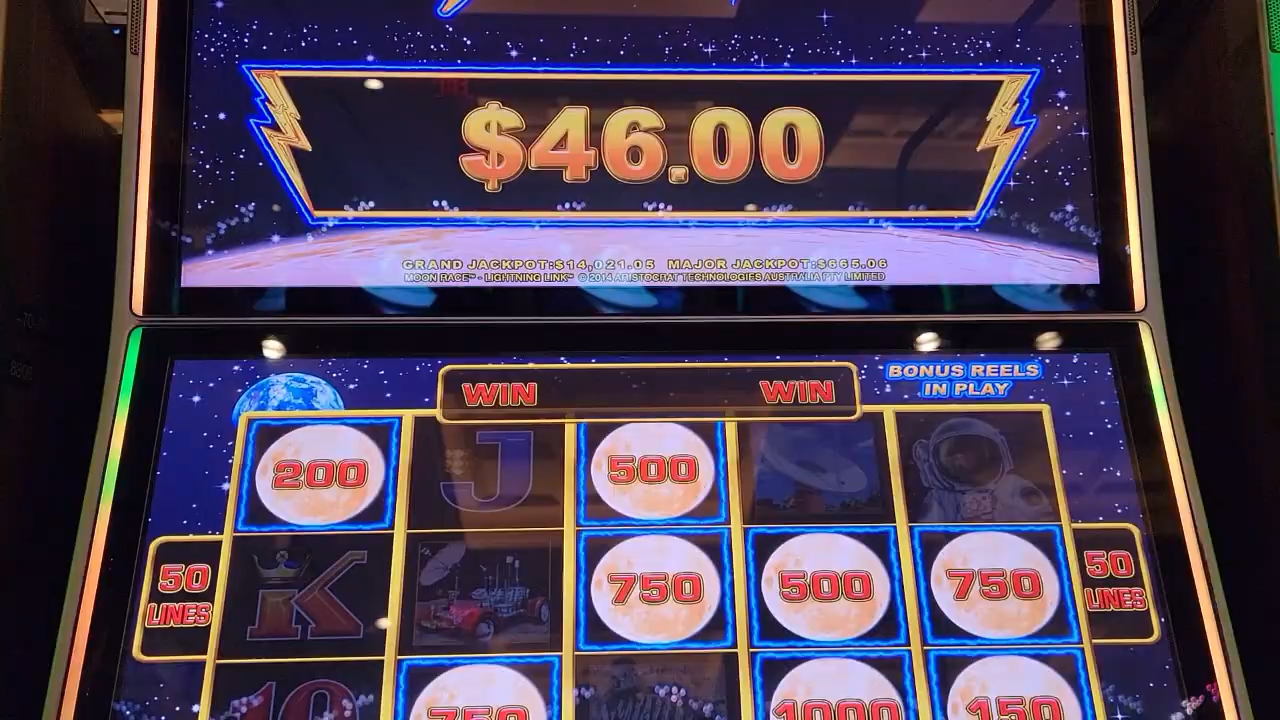 $46.00
GRAND JACKPOT:$14,021.05 MAJOR JACKPOT:$665.06
MOON RACE™ - LIGHTNING LINK™ © 2014 ARISTOCRAT TECHNOLOGIES AUSTRALIA PTY LIMITED
WIN WIN
BONUS REELS
IN PLAY
200 J 500
50
LINES
K 750 500 750
50
LINES
10 750 1000 150